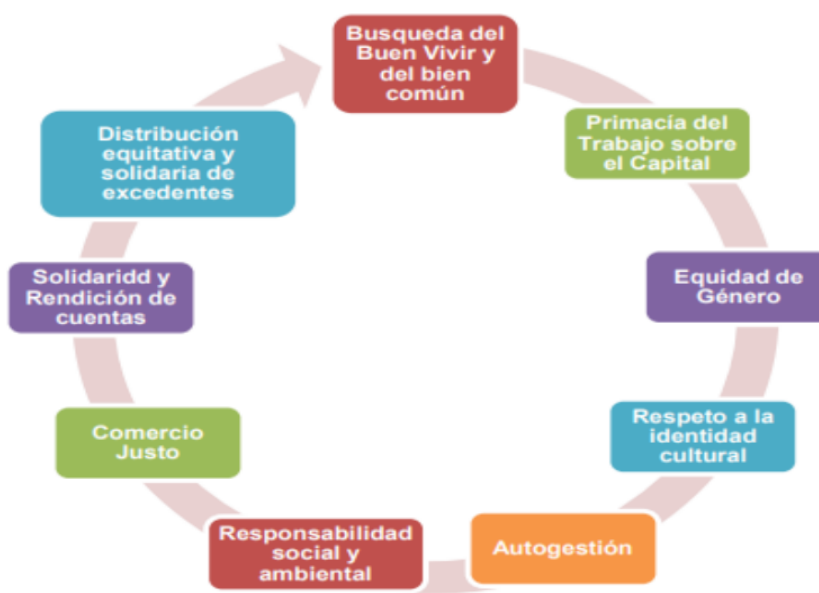 Busqueda del
Buen Vivir y
del bien
común
Primacía del
Trabajo sobre
el Capital
Equidad de
Género
Respeto a la
identidad
cultural
Autogestión
Responsabilidad
social y
ambiental
Comercio
Justo
Solidaridd y
Rendición de
cuentas
Distribución
equitativa y
solidaria de
excedentes